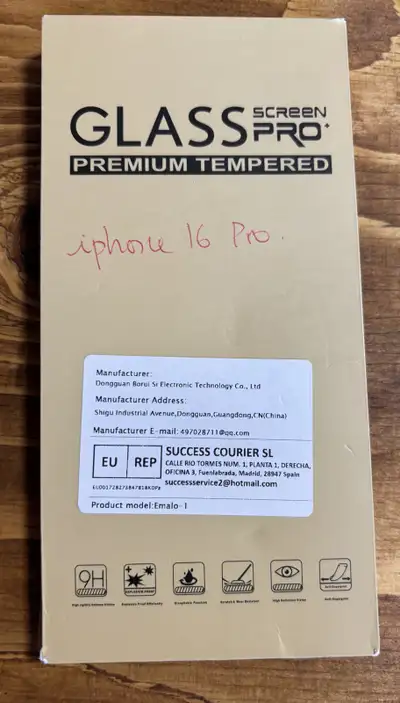 GLASS SCREEN PRO+
PREMIUM TEMPERED
iphone 16 Pro.
Manufacturer:
Dongguan Borui Si Electronic Technology Co., Ltd
Manufacturer Address:
Shigu Industrial Avenue,Dongguan,Guangdong,CN(China)
Manufacturer E-mail: 497028711@qq.com
EU REP
SUCCESS COURIER SL
CALLE RIO TORMES NUM. 1, PLANTA 1, DERECHA,
OFICINA 3, Fuenlabrada, Madrid, 28947 Spain
successservice2@hotmail.com
Product model:Emalo-1
9H